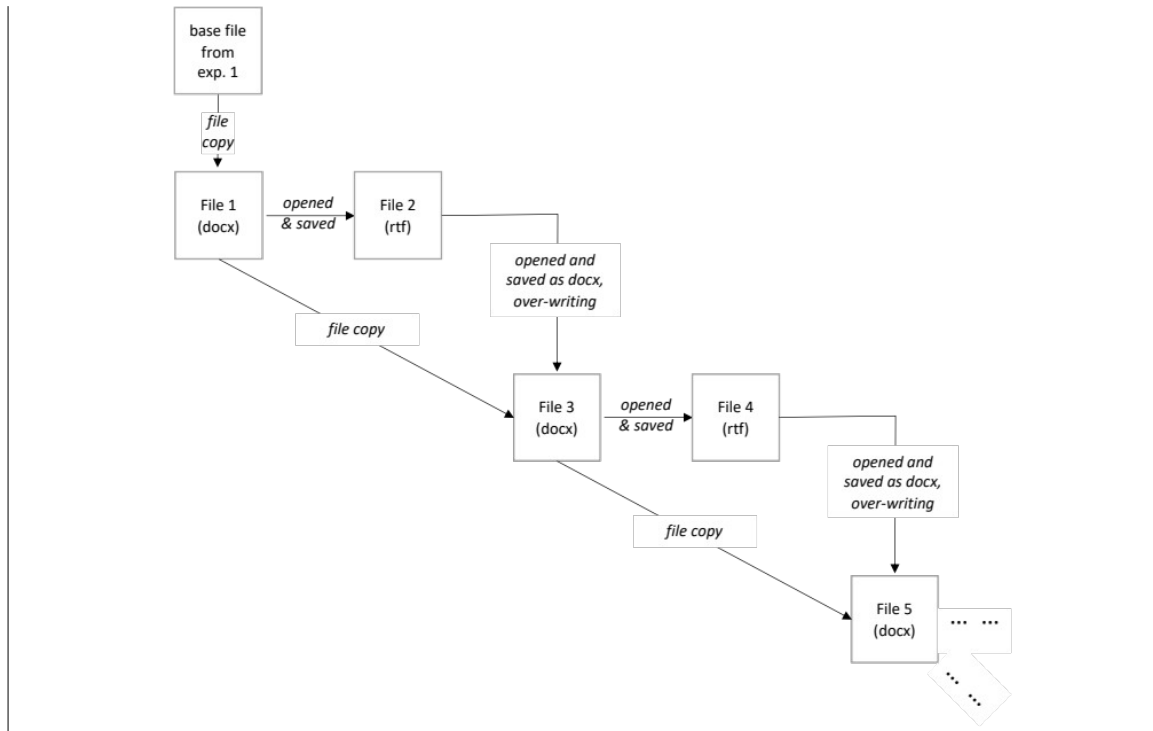 base file
from
exp. 1
file
copy
File 1
(docx)
opened
& saved
File 2
(rtf)
opened and
saved as docx,
over-writing
file copy
File 3
(docx)
opened
& saved
File 4
(rtf)
opened and
saved as docx,
over-writing
file copy
File 5
(docx)
... ...
... ...